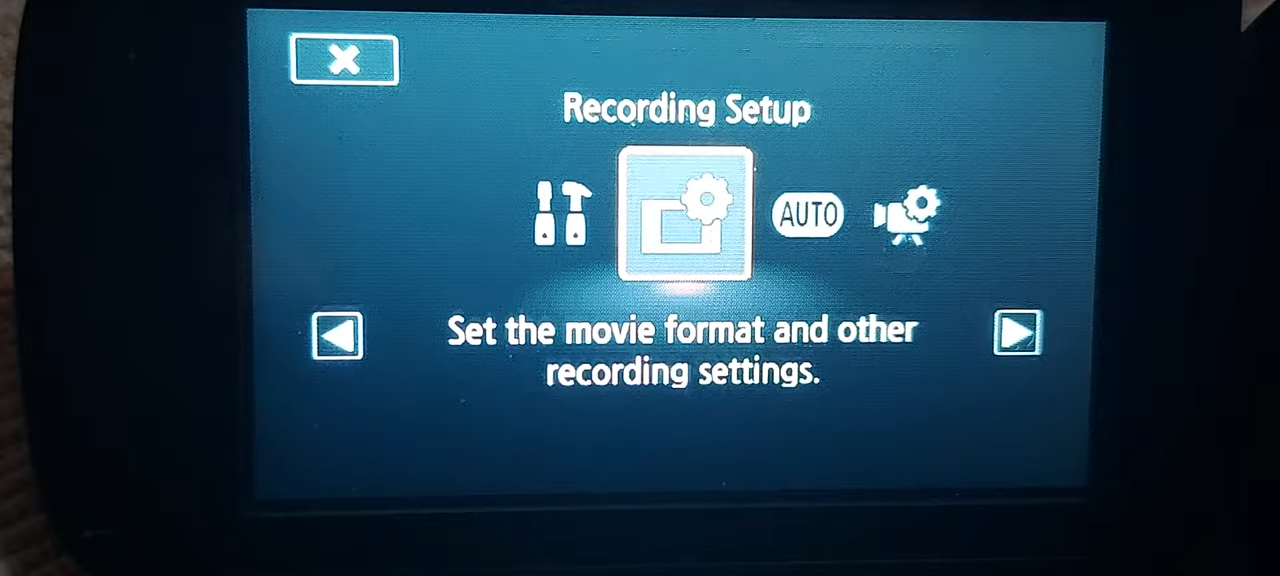 Recording Setup
AUTO
Set the movie format and other
recording settings.